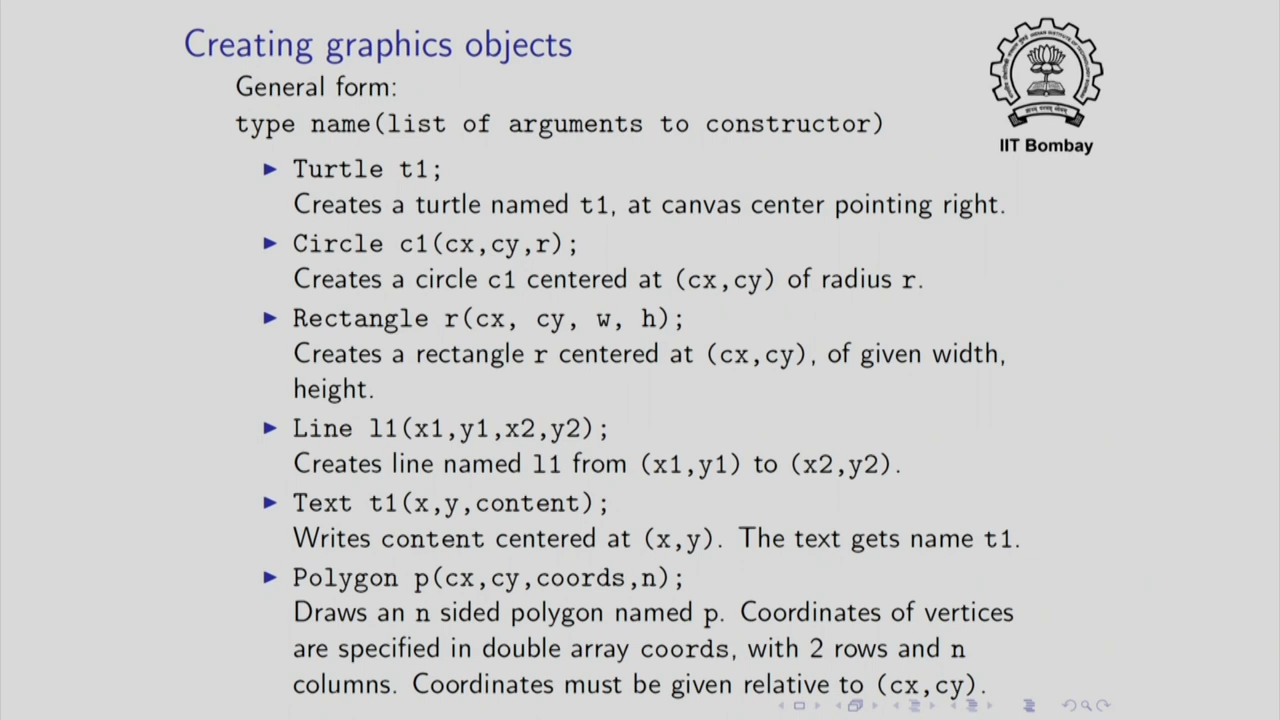 Creating graphics objects
General form:
type name(list of arguments to constructor)
Turtle t1;
Creates a turtle named t1, at canvas center pointing right.
Circle c1(cx,cy,r);
Creates a circle c1 centered at (cx,cy) of radius r.
Rectangle r(cx, cy, w, h);
Creates a rectangle r centered at (cx,cy), of given width,
height.
Line l1(x1,y1,x2,y2);
Creates line named l1 from (x1,y1) to (x2,y2).
Text t1(x,y,content);
Writes content centered at (x,y). The text gets name t1.
Polygon p(cx,cy,coords,n);
Draws an n sided polygon named p. Coordinates of vertices
are specified in double array coords, with 2 rows and n
columns. Coordinates must be given relative to (cx,cy).
IIT Bombay